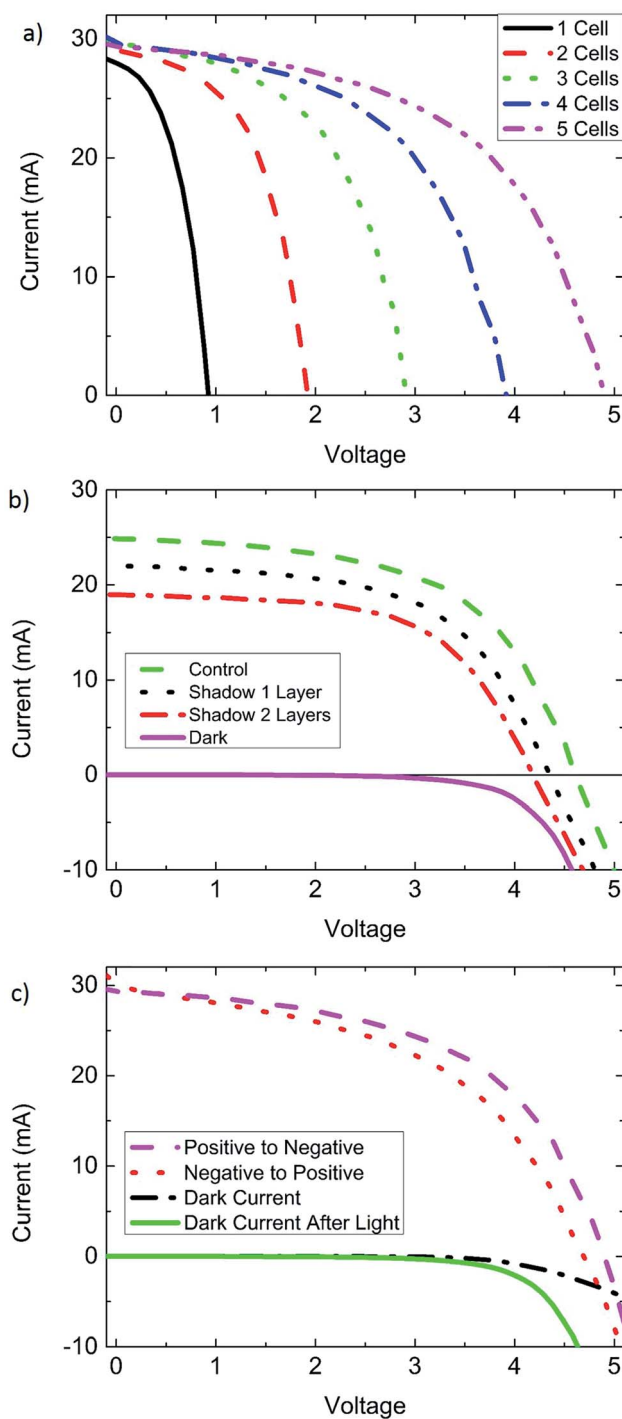 a)
30
20
10
0
Current (mA)
1 Cell
2 Cells
3 Cells
4 Cells
5 Cells
0 1 2 3 4 5
Voltage
b)
30
20
10
0
-10
Current (mA)
Control
Shadow 1 Layer
Shadow 2 Layers
Dark
0 1 2 3 4 5
Voltage
c)
30
20
10
0
-10
Current (mA)
Positive to Negative
Negative to Positive
Dark Current
Dark Current After Light
0 1 2 3 4 5
Voltage